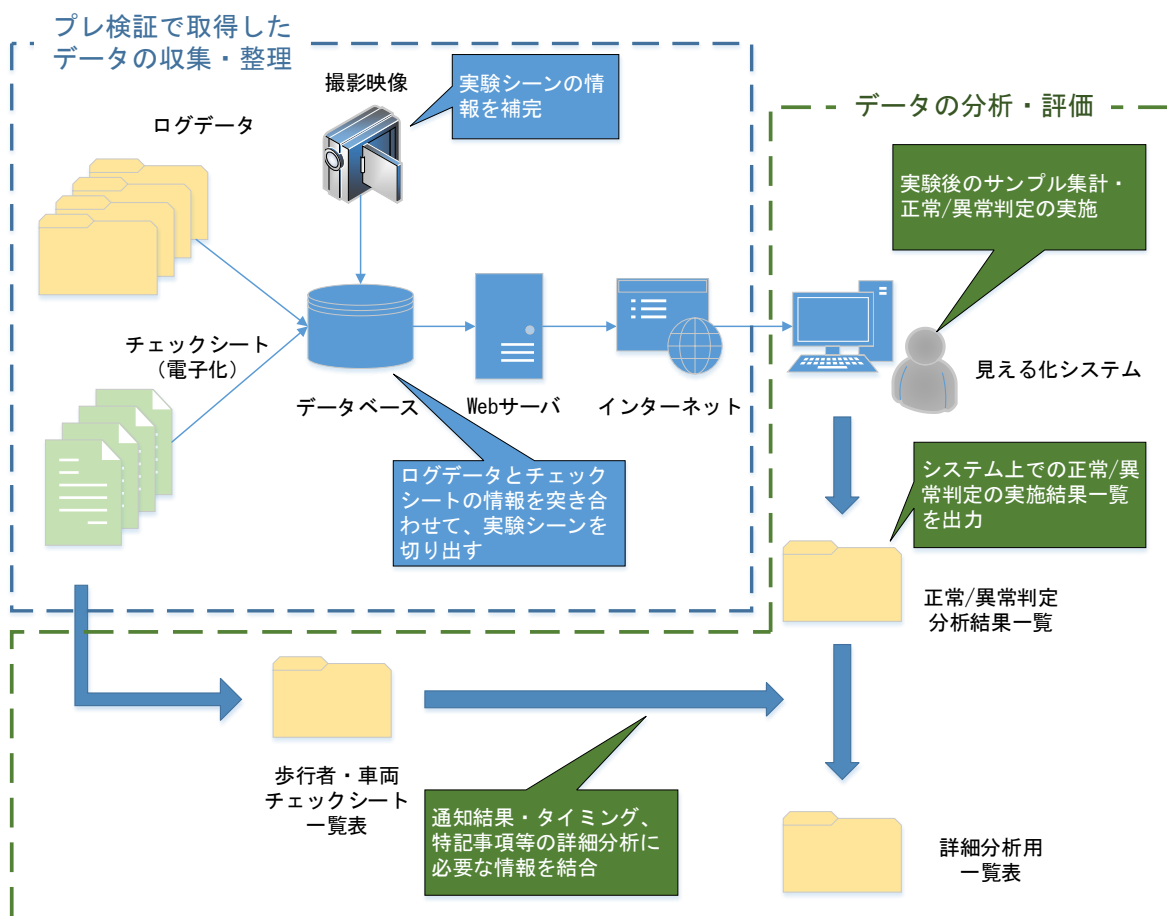 プレ検証で取得した
データの収集・整理
撮影映像
実験シーンの情
報を補完
ログデータ
データの分析・評価
実験後のサンプル集計・
正常/異常判定の実施
チェックシート
（電子化）
データベース
Webサーバ
インターネット
見える化システム
ログデータとチェック
シートの情報を突き合
わせて、実験シーンを
切り出す
システム上での正常/異
常判定の実施結果一覧
を出力
正常/異常判定
分析結果一覧
歩行者・車両
チェックシート
一覧表
通知結果・タイミング、
特記事項等の詳細分析に
必要な情報を結合
詳細分析用
一覧表